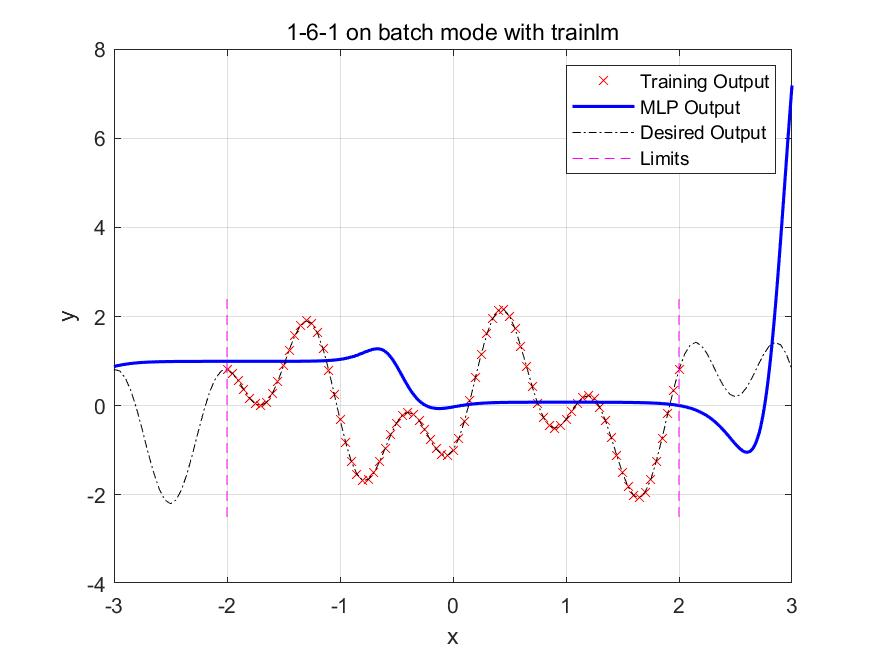 1-6-1 on batch mode with trainlm
8
6
4
2
0
-2
-4
y
Training Output
MLP Output
Desired Output
Limits
-3 -2 -1 0 1 2 3
x